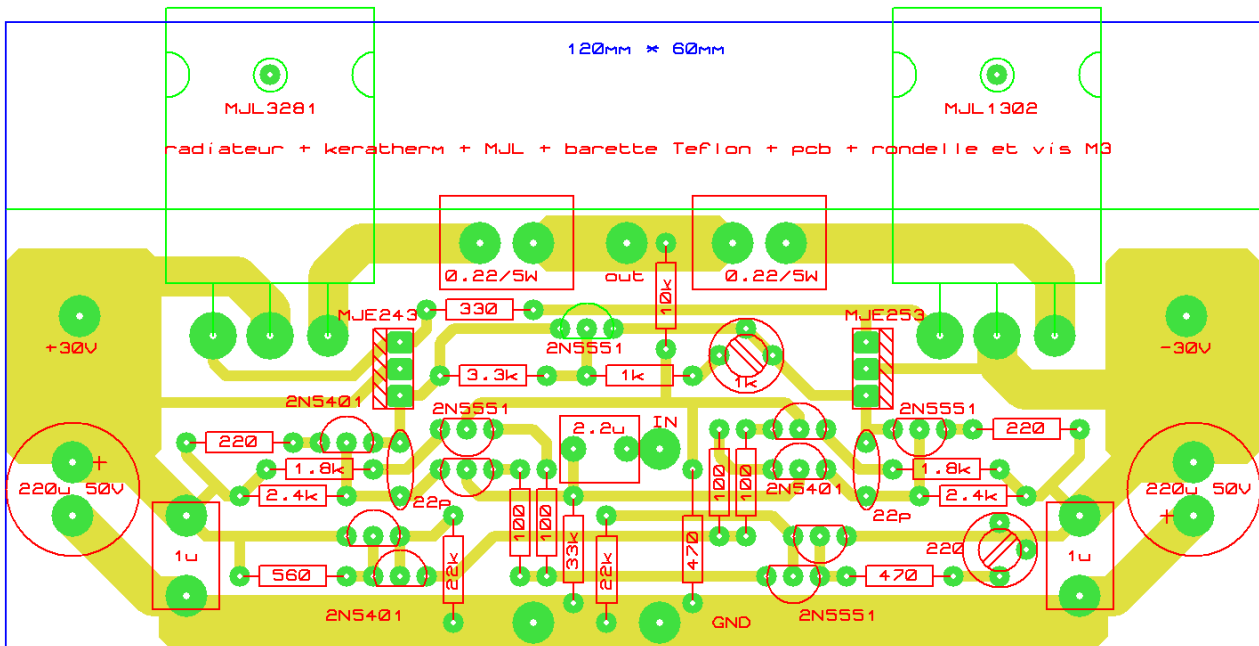 120mm * 60mm
MJL3281
MJL1302
radiateur + keratherm + MJL + barette Teflon + pcb + rondelle et vis M3
0.22/5W
out
0.22/5W
10k
MJE243
330
MJE253
+30V
2N5551
-30V
3.3k
1k
1k
2N5401
2N5551
2N5551
IN
220
2.2u
220
1.8k
1.8k
2.4k
100
100
2N5401
2.4k
220u 50V
+
22p
22p
220u 50V
+
100
100
33k
22k
470
220
1u
560
22k
470
1u
2N5401
GND
2N5551